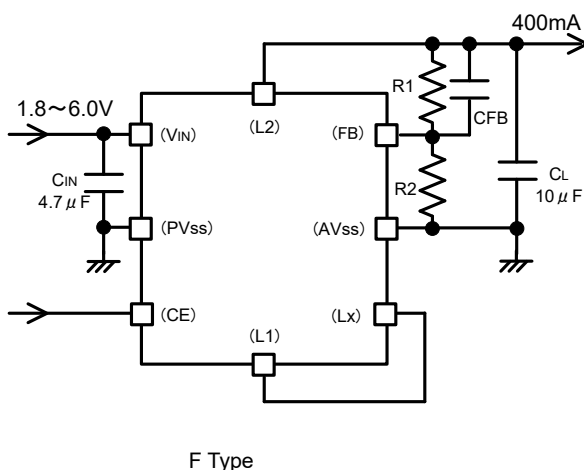 400mA
R1
CFB
1.8～6.0V
(L2)
(VIN)
(FB)
CIN
4.7μF
R2
CL
10μF
(PVss)
(AVss)
(CE)
(Lx)
(L1)
F Type